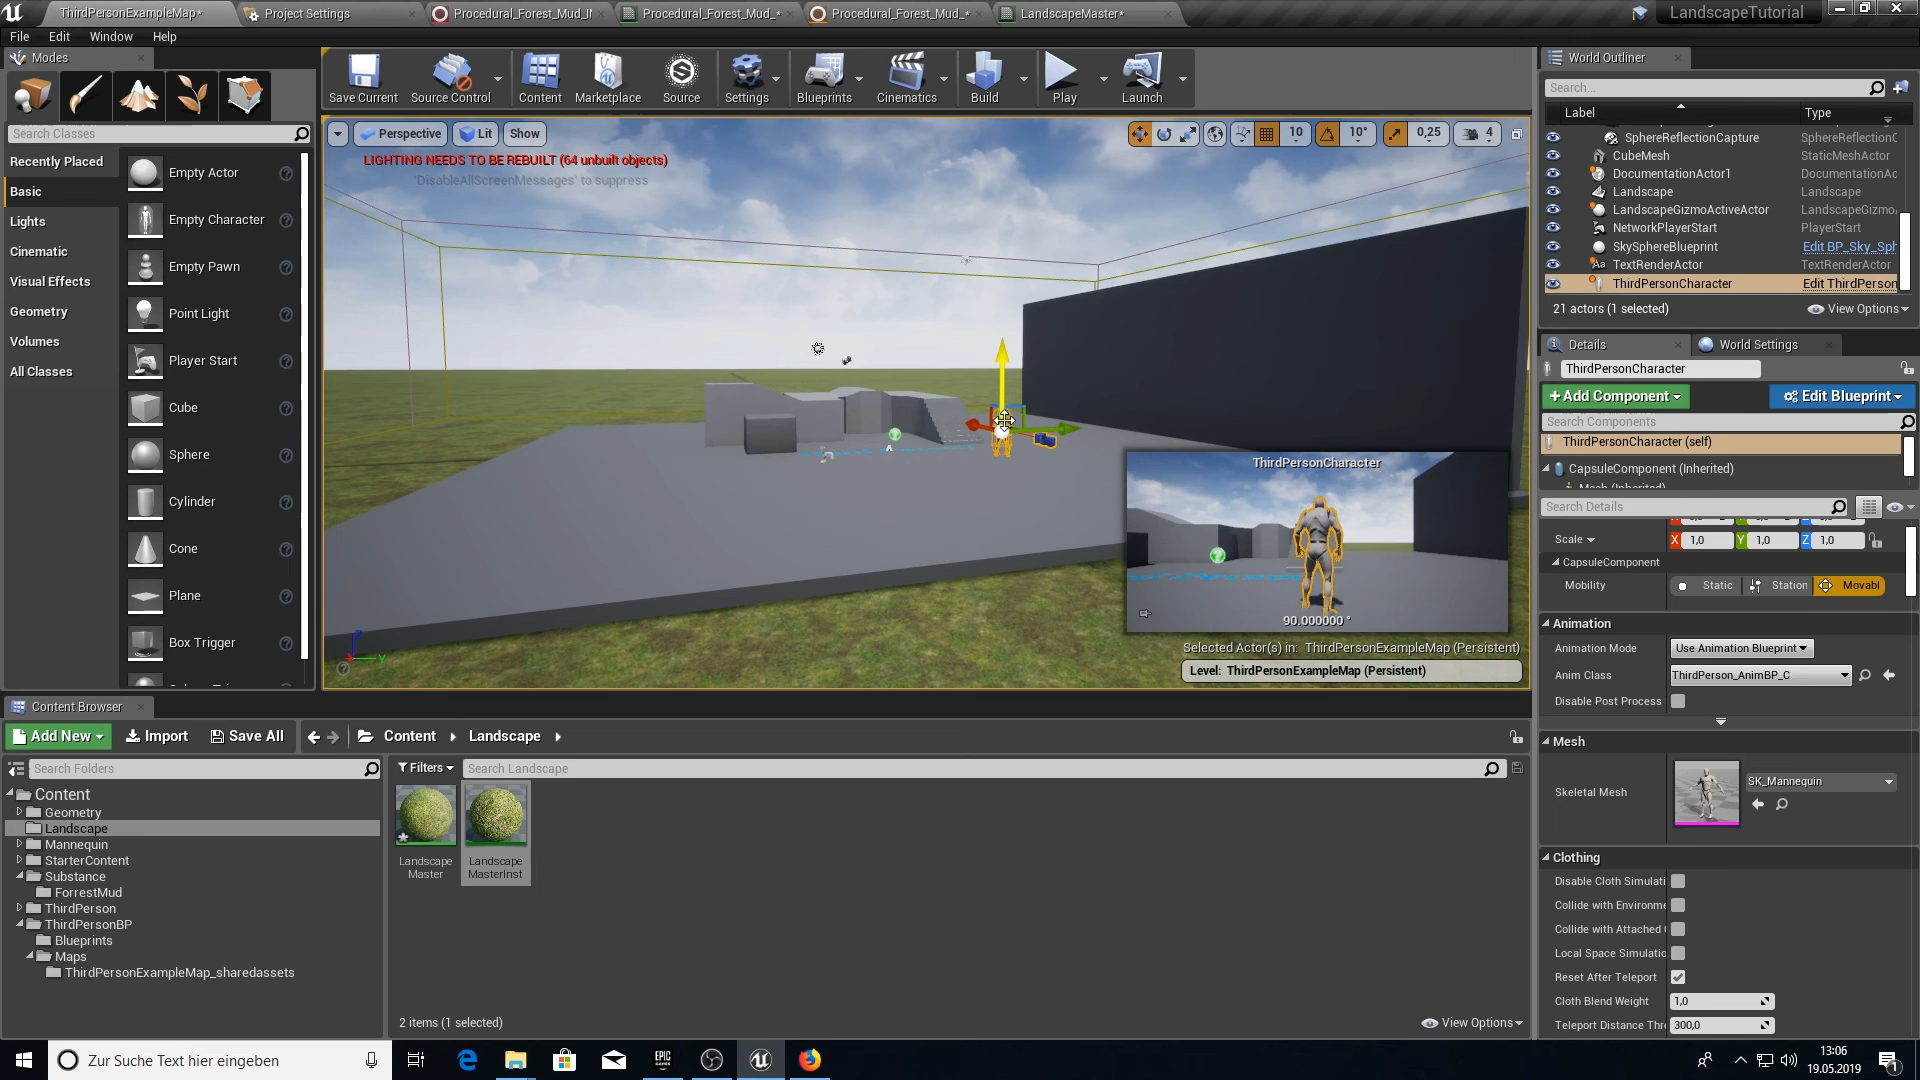 ThirdPersonExampleMap*
Project Settings
Procedural_Forest_Mud_
Procedural_Forest_Mud_*
Procedural_Forest_Mud_*
LandscapeMaster*
LandscapeTutorial
File
Edit
Window
Help
Modes
Search Classes
Recently Placed
Basic
Lights
Cinematic
Visual Effects
Geometry
Volumes
All Classes
Empty Actor
Empty Character
Empty Pawn
Point Light
Player Start
Cube
Sphere
Cylinder
Cone
Plane
Box Trigger
Save Current
Source Control
Content
Marketplace
Source
Settings
Blueprints
Cinematics
Build
Play
Launch
Perspective
Lit
Show
10
10°
0,25
4
LIGHTING NEEDS TO BE REBUILT (64 unbuilt objects)
'DisableAllScreenMessages' to suppress
ThirdPersonCharacter
90.000000 °
Selected Actor(s) in: ThirdPersonExampleMap (Persistent)
Level: ThirdPersonExampleMap (Persistent)
Z
Y
World Outliner
Search...
Label
Type
SphereReflectionCapture
SphereReflectionC
CubeMesh
StaticMeshActor
DocumentationActor1
DocumentationAc
Landscape
Landscape
LandscapeGizmoActiveActor
LandscapeGizmo
NetworkPlayerStart
PlayerStart
SkySphereBlueprint
Edit BP_Sky_Sph
TextRenderActor
TextRenderActor
ThirdPersonCharacter
Edit ThirdPerson
21 actors (1 selected)
View Options
Details
World Settings
ThirdPersonCharacter
+Add Component
Edit Blueprint
Search Components
ThirdPersonCharacter (self)
CapsuleComponent (Inherited)
Mesh (Inherited)
Search Details
Scale
X 1,0
Y 1,0
Z 1,0
CapsuleComponent
Mobility
Static
Station
Movabl
Animation
Animation Mode
Use Animation Blueprint
Anim Class
ThirdPerson_AnimBP_C
Disable Post Process
Mesh
Skeletal Mesh
SK_Mannequin
Clothing
Disable Cloth Simulati
Collide with Environme
Collide with Attached
Local Space Simulatio
Reset After Teleport
Cloth Blend Weight
1,0
Teleport Distance Thr
300,0
Content Browser
Add New
Import
Save All
Content
Landscape
Search Folders
Filters
Search Landscape
Content
Geometry
Landscape
Mannequin
StarterContent
Substance
ForrestMud
ThirdPerson
ThirdPersonBP
Blueprints
Maps
ThirdPersonExampleMap_sharedassets
Landscape
Master
Landscape
MasterInst
2 items (1 selected)
View Options
Zur Suche Text hier eingeben
EPIC
GAMES
13:06
19.05.2019
1